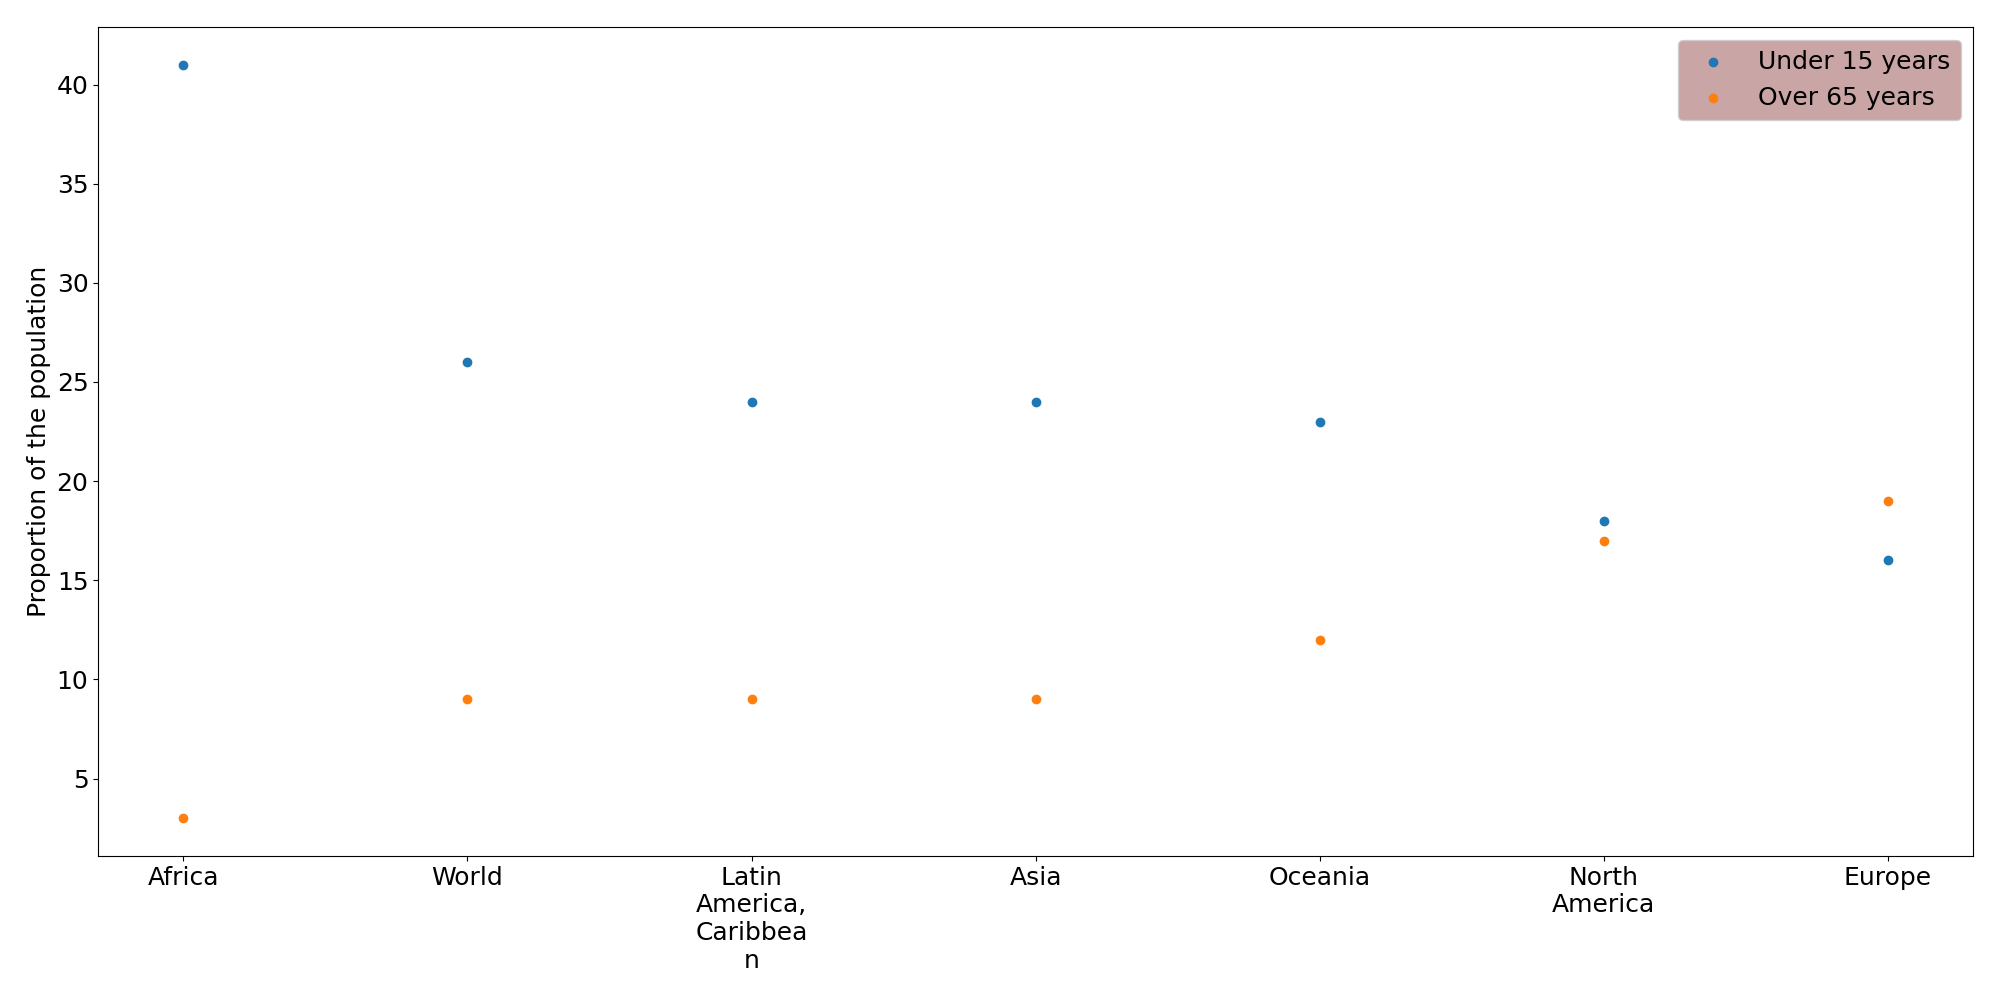 Under 15 years
Over 65 years
Proportion of the population
40
35
30
25
20
15
10
5
Africa
World
Latin
America,
Caribbea
n
Asia
Oceania
North
America
Europe